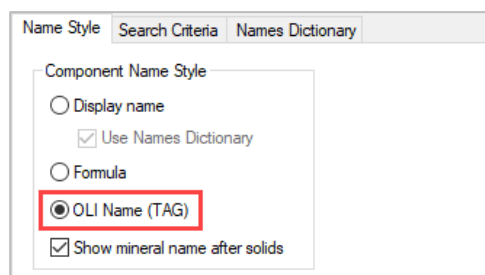 Name Style Search Criteria Names Dictionary
Component Name Style
Display name
Use Names Dictionary
Formula
OLI Name (TAG)
Show mineral name after solids